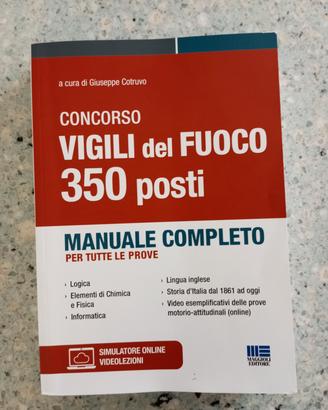 a cura di Giuseppe Cotruvo
CONCORSO
VIGILI del FUOCO
350 posti
MANUALE COMPLETO
PER TUTTE LE PROVE
› Logica
› Elementi di Chimica
e Fisica
› Informatica
› Lingua inglese
› Storia d'Italia dal 1861 ad oggi
› Video esemplificativi delle prove
motorio-attitudinali (online)
SIMULATORE ONLINE
VIDEOLEZIONI
MAGGIOLI
EDITORE